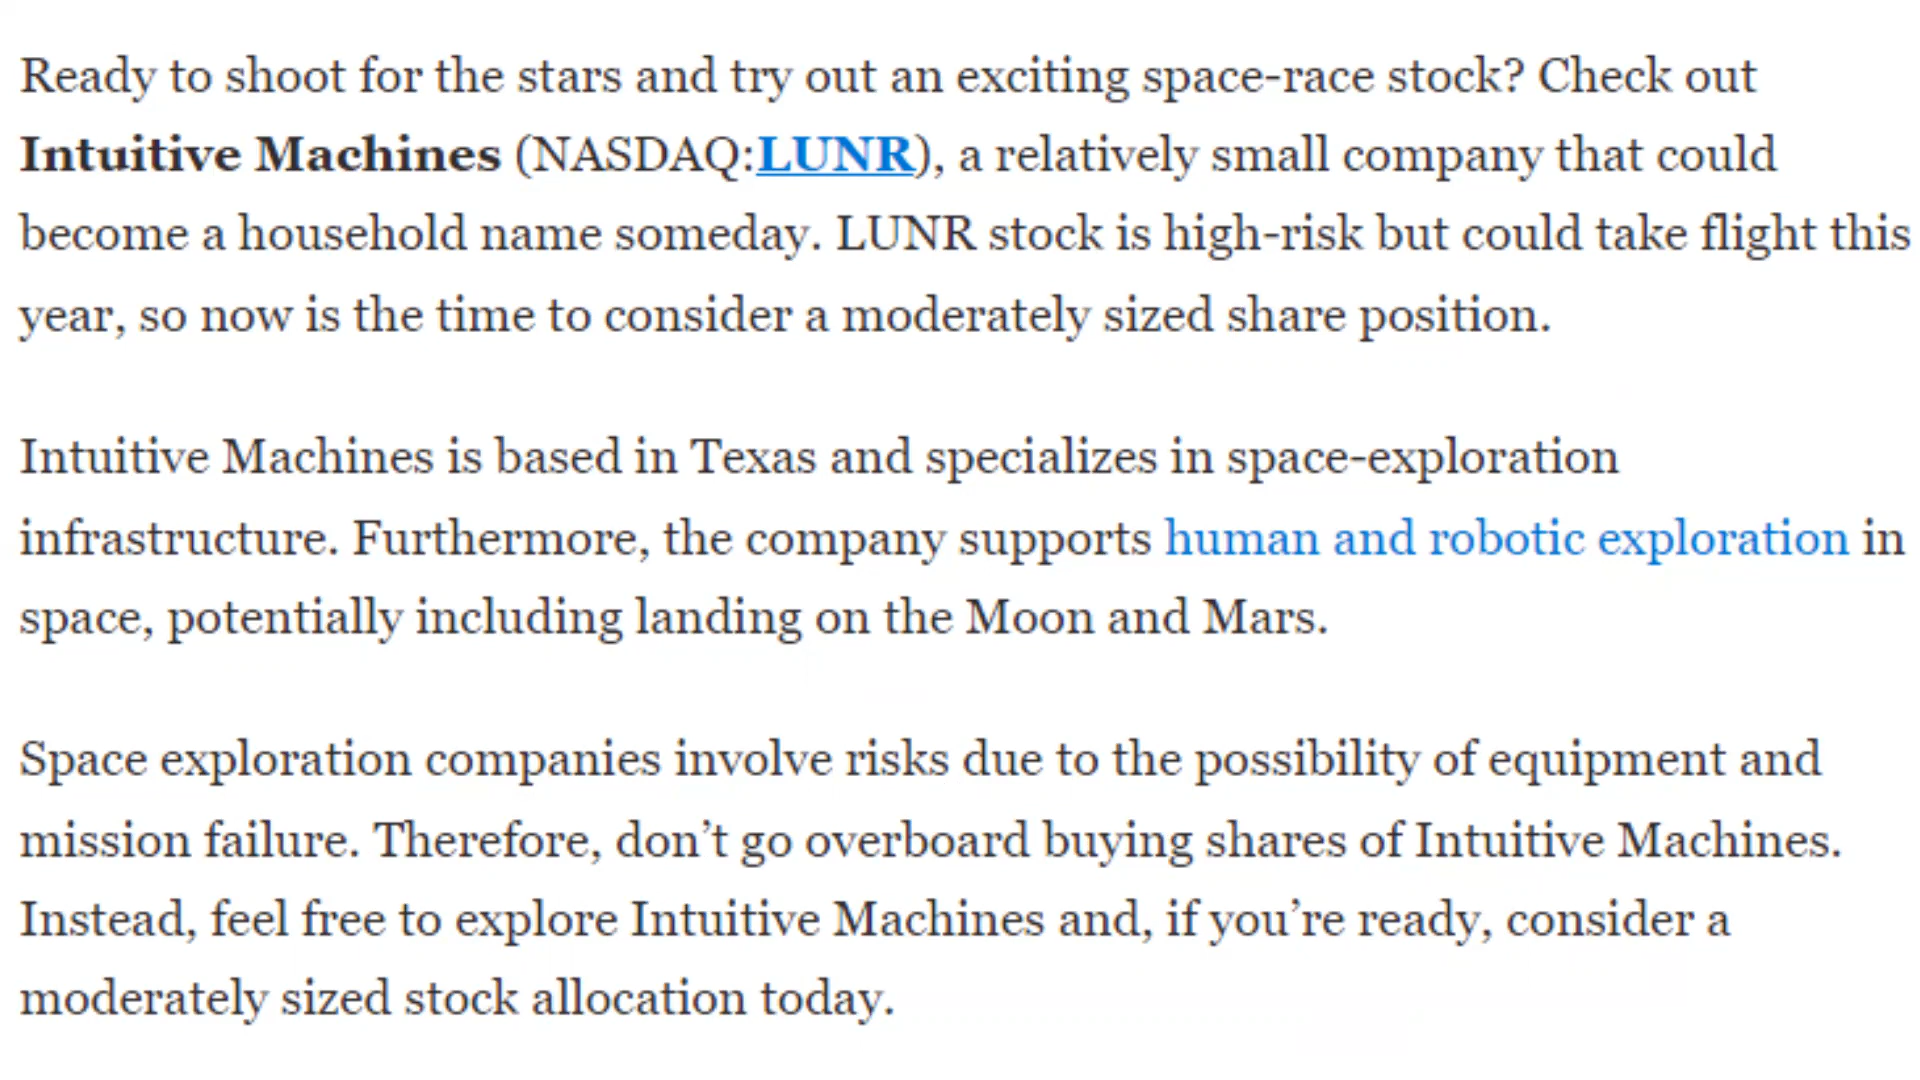 Ready to shoot for the stars and try out an exciting space-race stock? Check out
Intuitive Machines (NASDAQ:LUNR), a relatively small company that could
become a household name someday. LUNR stock is high-risk but could take flight this
year, so now is the time to consider a moderately sized share position.
Intuitive Machines is based in Texas and specializes in space-exploration
infrastructure. Furthermore, the company supports human and robotic exploration in
space, potentially including landing on the Moon and Mars.
Space exploration companies involve risks due to the possibility of equipment and
mission failure. Therefore, don’t go overboard buying shares of Intuitive Machines.
Instead, feel free to explore Intuitive Machines and, if you’re ready, consider a
moderately sized stock allocation today.